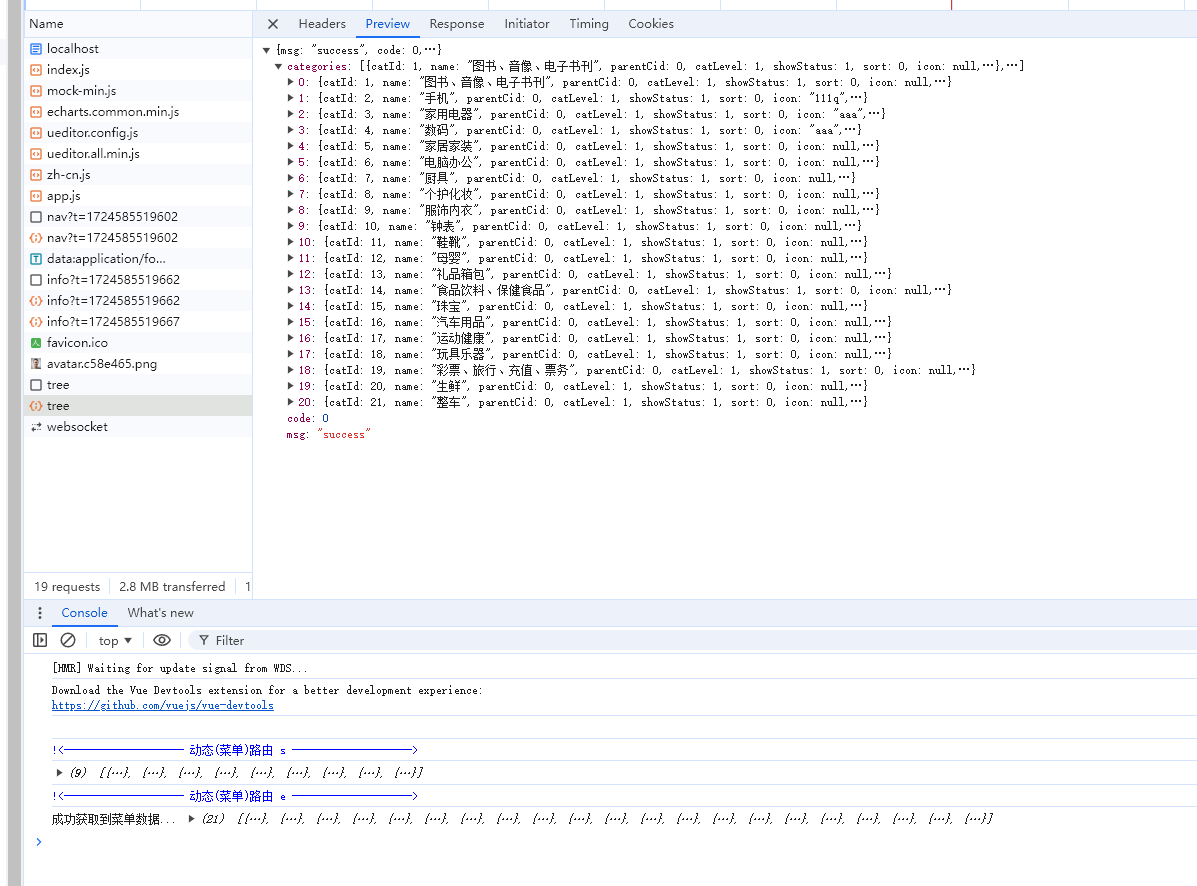 Name
localhost
index.js
mock-min.js
echarts.common.min.js
ueditor.config.js
ueditor.all.min.js
zh-cn.js
app.js
nav?t=1724585519602
nav?t=1724585519602
data:application/fo...
info?t=1724585519662
info?t=1724585519662
info?t=1724585519667
favicon.ico
avatar.c58e465.png
tree
tree
websocket
19 requests 2.8 MB transferred 1
Headers Preview Response Initiator Timing Cookies
{msg: "success", code: 0,…}
categories: [{catId: 1, name: "图书、音像、电子书刊", parentCid: 0, catLevel: 1, showStatus: 1, sort: 0, icon: null,…},…]
0: {catId: 1, name: "图书、音像、电子书刊", parentCid: 0, catLevel: 1, showStatus: 1, sort: 0, icon: null,…}
1: {catId: 2, name: "手机", parentCid: 0, catLevel: 1, showStatus: 1, sort: 0, icon: "111q",…}
2: {catId: 3, name: "家用电器", parentCid: 0, catLevel: 1, showStatus: 1, sort: 0, icon: "aaa",…}
3: {catId: 4, name: "数码", parentCid: 0, catLevel: 1, showStatus: 1, sort: 0, icon: "aaa",…}
4: {catId: 5, name: "家居家装", parentCid: 0, catLevel: 1, showStatus: 1, sort: 0, icon: null,…}
5: {catId: 6, name: "电脑办公", parentCid: 0, catLevel: 1, showStatus: 1, sort: 0, icon: null,…}
6: {catId: 7, name: "厨具", parentCid: 0, catLevel: 1, showStatus: 1, sort: 0, icon: null,…}
7: {catId: 8, name: "个护化妆", parentCid: 0, catLevel: 1, showStatus: 1, sort: 0, icon: null,…}
8: {catId: 9, name: "服饰内衣", parentCid: 0, catLevel: 1, showStatus: 1, sort: 0, icon: null,…}
9: {catId: 10, name: "钟表", parentCid: 0, catLevel: 1, showStatus: 1, sort: 0, icon: null,…}
10: {catId: 11, name: "鞋靴", parentCid: 0, catLevel: 1, showStatus: 1, sort: 0, icon: null,…}
11: {catId: 12, name: "母婴", parentCid: 0, catLevel: 1, showStatus: 1, sort: 0, icon: null,…}
12: {catId: 13, name: "礼品箱包", parentCid: 0, catLevel: 1, showStatus: 1, sort: 0, icon: null,…}
13: {catId: 14, name: "食品饮料、保健食品", parentCid: 0, catLevel: 1, showStatus: 1, sort: 0, icon: null,…}
14: {catId: 15, name: "珠宝", parentCid: 0, catLevel: 1, showStatus: 1, sort: 0, icon: null,…}
15: {catId: 16, name: "汽车用品", parentCid: 0, catLevel: 1, showStatus: 1, sort: 0, icon: null,…}
16: {catId: 17, name: "运动健康", parentCid: 0, catLevel: 1, showStatus: 1, sort: 0, icon: null,…}
17: {catId: 18, name: "玩具乐器", parentCid: 0, catLevel: 1, showStatus: 1, sort: 0, icon: null,…}
18: {catId: 19, name: "彩票、旅行、充值、票务", parentCid: 0, catLevel: 1, showStatus: 1, sort: 0, icon: null,…}
19: {catId: 20, name: "生鲜", parentCid: 0, catLevel: 1, showStatus: 1, sort: 0, icon: null,…}
20: {catId: 21, name: "整车", parentCid: 0, catLevel: 1, showStatus: 1, sort: 0, icon: null,…}
code: 0
msg: "success"
Console What's new
top Filter
[HMR] Waiting for update signal from WDS...
Download the Vue Devtools extension for a better development experience:
https://github.com/vuejs/vue-devtools
!<———————————————— 动态(菜单)路由 s ————————————————>
(9) [{…}, {…}, {…}, {…}, {…}, {…}, {…}, {…}, {…}]
!<———————————————— 动态(菜单)路由 e ————————————————>
成功获取到菜单数据... (21) [{…}, {…}, {…}, {…}, {…}, {…}, {…}, {…}, {…}, {…}, {…}, {…}, {…}, {…}, {…}, {…}, {…}, {…}, {…}, {…}, {…}]